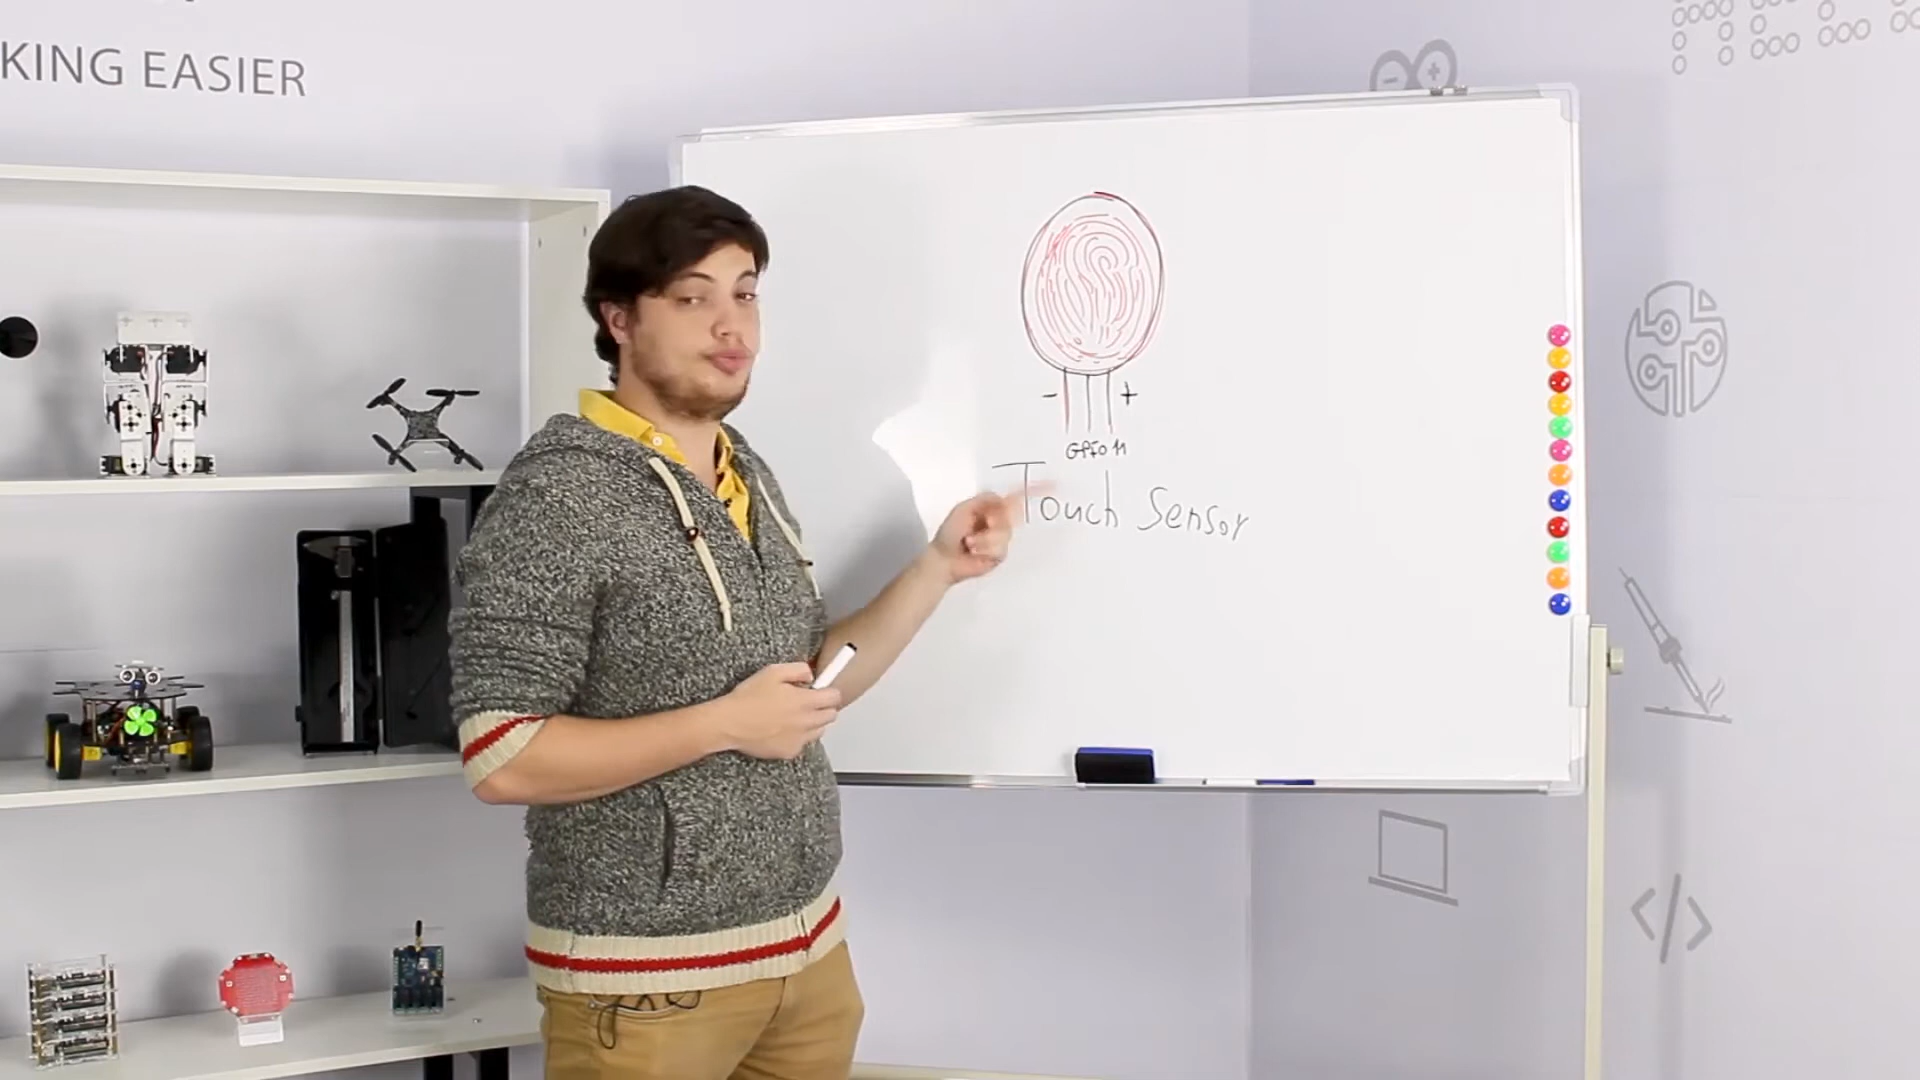 KING EASIER
- +
GPIO 11
Touch Sensor